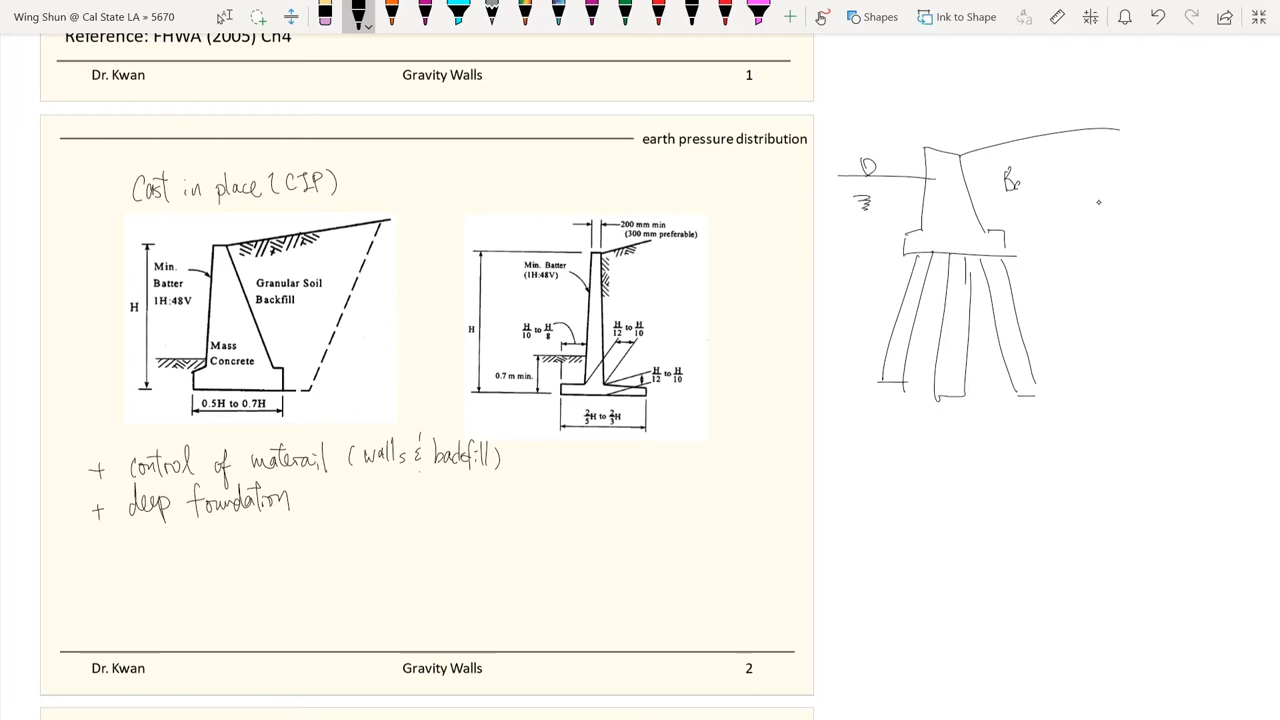 Wing Shun @ Cal State LA » 5670
Shapes
Ink to Shape
Reference: FHWA (2005) Ch4
Dr. Kwan
Gravity Walls
1
earth pressure distribution
Cast in place (CIP)
Min.
Batter
1H:48V
H
Granular Soil
Backfill
Mass
Concrete
0.5H to 0.7H
200 mm min
(300 mm preferable)
Min. Batter
(1H:48V)
H
H/10 to H/8
H/12 to H/10
0.7 m min.
H/12 to H/10
2/5H to 2/3H
+ control of materail (walls & backfill)
+ deep foundation
Dr. Kwan
Gravity Walls
2